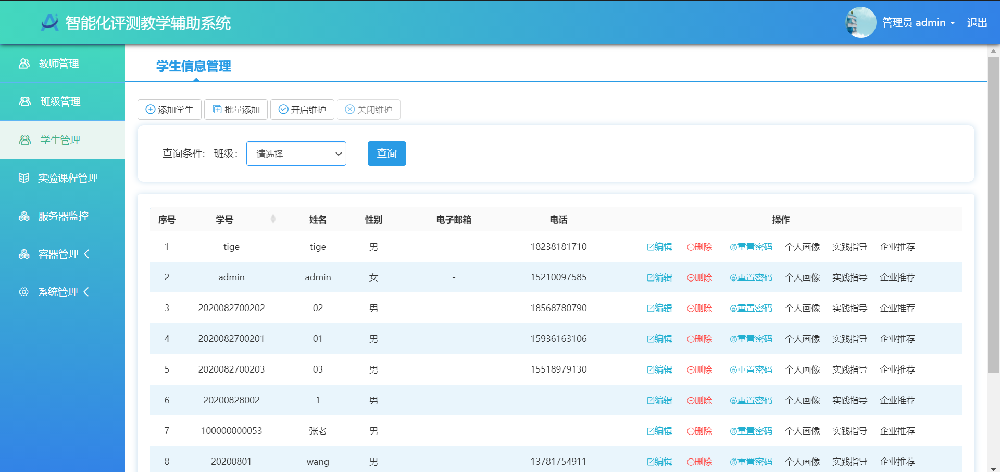 智能化评测教学辅助系统
管理员 admin 退出
教师管理
班级管理
学生管理
实验课程管理
服务器监控
容器管理
系统管理
学生信息管理
添加学生 批量添加 开启维护 关闭维护
查询条件: 班级: 请选择 查询
序号 学号 姓名 性别 电子邮箱 电话 操作
1 tige tige 男 18238181710 编辑 删除 重置密码 个人画像 实践指导 企业推荐
2 admin admin 女 - 15210097585 编辑 删除 重置密码 个人画像 实践指导 企业推荐
3 2020082700202 02 男 18568780790 编辑 删除 重置密码 个人画像 实践指导 企业推荐
4 2020082700201 01 男 15936163106 编辑 删除 重置密码 个人画像 实践指导 企业推荐
5 2020082700203 03 男 15518979130 编辑 删除 重置密码 个人画像 实践指导 企业推荐
6 20200828002 1 男 编辑 删除 重置密码 个人画像 实践指导 企业推荐
7 100000000053 张老 男 编辑 删除 重置密码 个人画像 实践指导 企业推荐
8 20200801 wang 男 13781754911 编辑 删除 重置密码 个人画像 实践指导 企业推荐